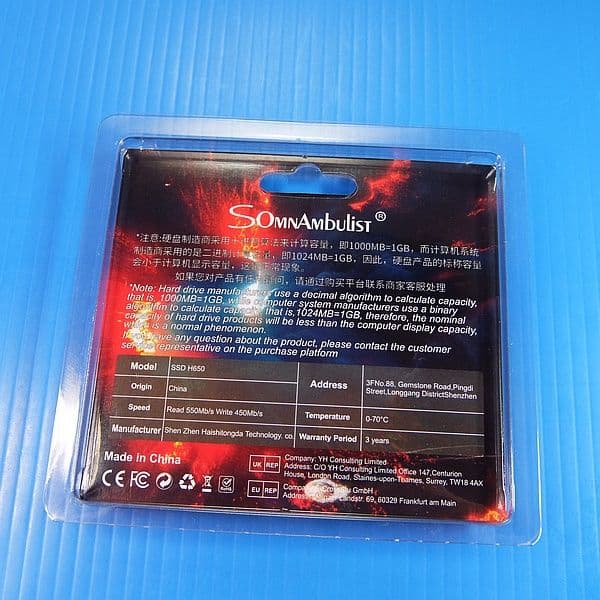 SOMNAMBULIST ®
*注意:硬盘制造商采用十进制算法来计算容量，即1000MB=1GB，而计算机系统
制造商采用的是二进制计算容量，即1024MB=1GB，因此，硬盘产品的标称容量
会小于计算机显示容量，这是正常现象。
如果您对产品有任何疑问，请通过购买平台联系商家客服处理
*Note: Hard drive manufacturers use a decimal algorithm to calculate capacity,
that is, 1000MB=1GB, while computer system manufacturers use a binary
algorithm to calculate capacity, that is,1024MB=1GB, therefore, the nominal
capacity of hard drive products will be less than the computer display capacity,
which is a normal phenomenon.
If you have any question about the product, please contact the customer
service representative on the purchase platform
Model SSD H650 Address 3FNo.88, Gemstone Road,Pingdi
Street,Longgang DistrictShenzhen
Origin China
Speed Read 550Mb/s Write 450Mb/s Temperature 0-70°C
Manufacturer Shen Zhen Haishitongda Technology. co. Warranty Period 3 years
Made in China
CE FC
UK REP Company: YH Consulting Limited
Address: C/O YH Consulting Limited Office 147,Centurion
House, London Road, Staines-upon-Thames, Surrey, TW18 4AX
EU REP Company: GmbH
Address: Landstr. 69, 60329 Frankfurt am Main